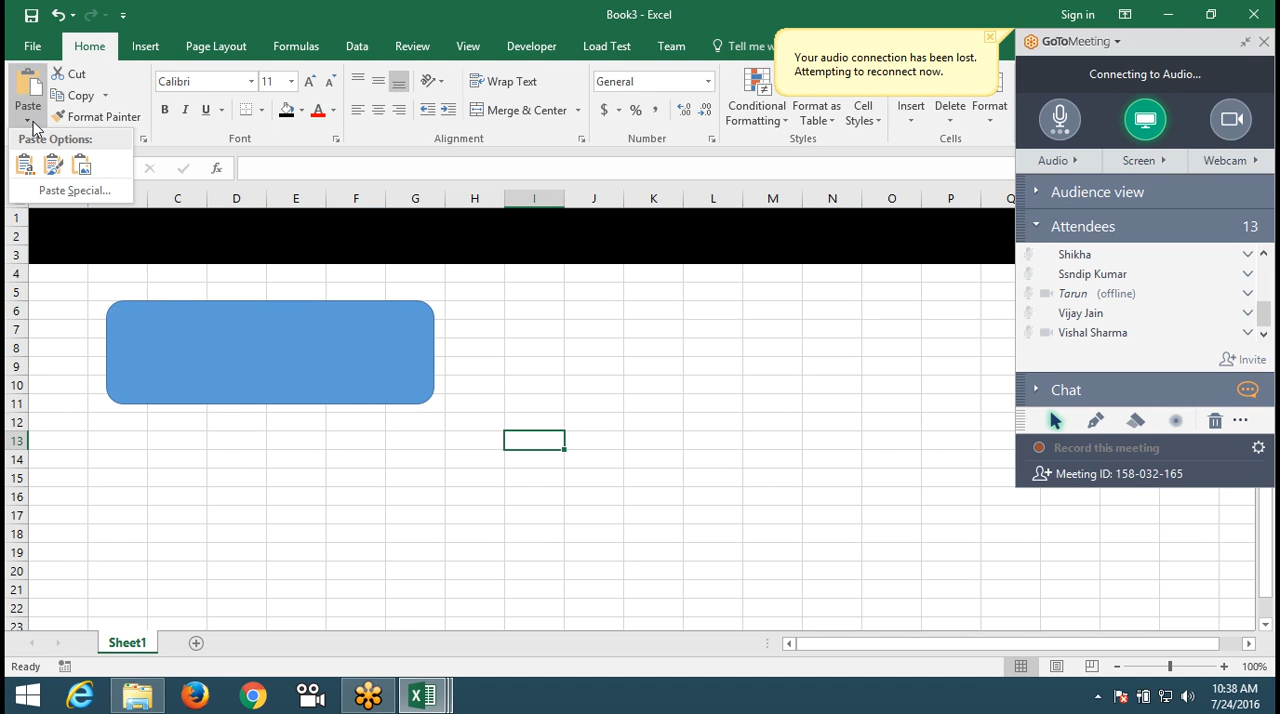 Book3 - Excel
Sign in
File Home Insert Page Layout Formulas Data Review View Developer Load Test Team Tell me
Your audio connection has been lost.
Attempting to reconnect now.
GoToMeeting
Connecting to Audio...
Audio Screen Webcam
Audience view
Attendees 13
Shikha
Ssndip Kumar
Tarun (offline)
Vijay Jain
Vishal Sharma
Invite
Chat
Record this meeting
Meeting ID: 158-032-165
Paste
Cut
Copy
Format Painter
Calibri 11
B I U
Font
Wrap Text
Merge & Center
Alignment
General
$ % ,
Number
Conditional
Formatting
Format as
Table
Cell
Styles
Styles
Insert Delete Format
Cells
Paste Options:
Paste Special...
fx
C D E F G H I J K L M N O P Q
1
2
3
4
5
6
7
8
9
10
11
12
13
14
15
16
17
18
19
20
21
22
23
Sheet1
Ready
100%
10:38 AM
7/24/2016